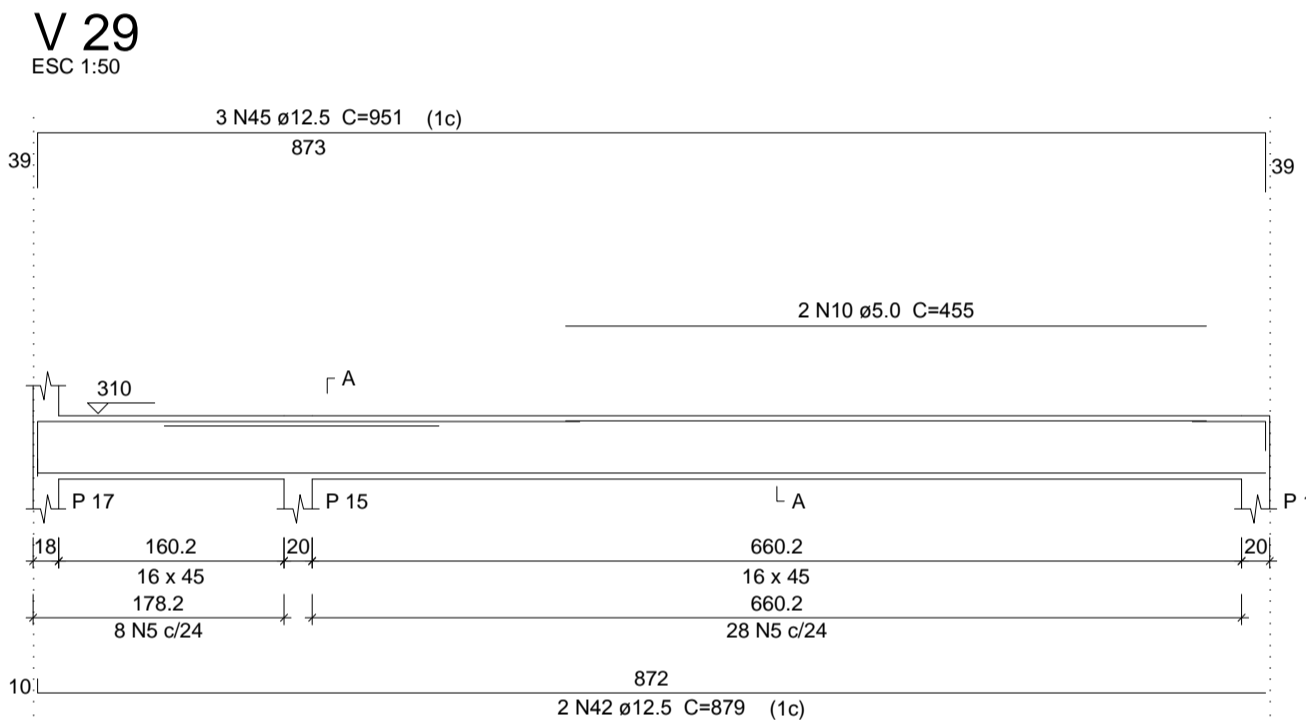 V 29
ESC 1:50
3 N45 ø12.5 C=951 (1c)
873
39
39
2 N10 ø5.0 C=455
A
310
P 17
P 15
A
P
18
160.2
20
660.2
20
16 x 45
16 x 45
178.2
660.2
8 N5 c/24
28 N5 c/24
10
872
2 N42 ø12.5 C=879 (1c)